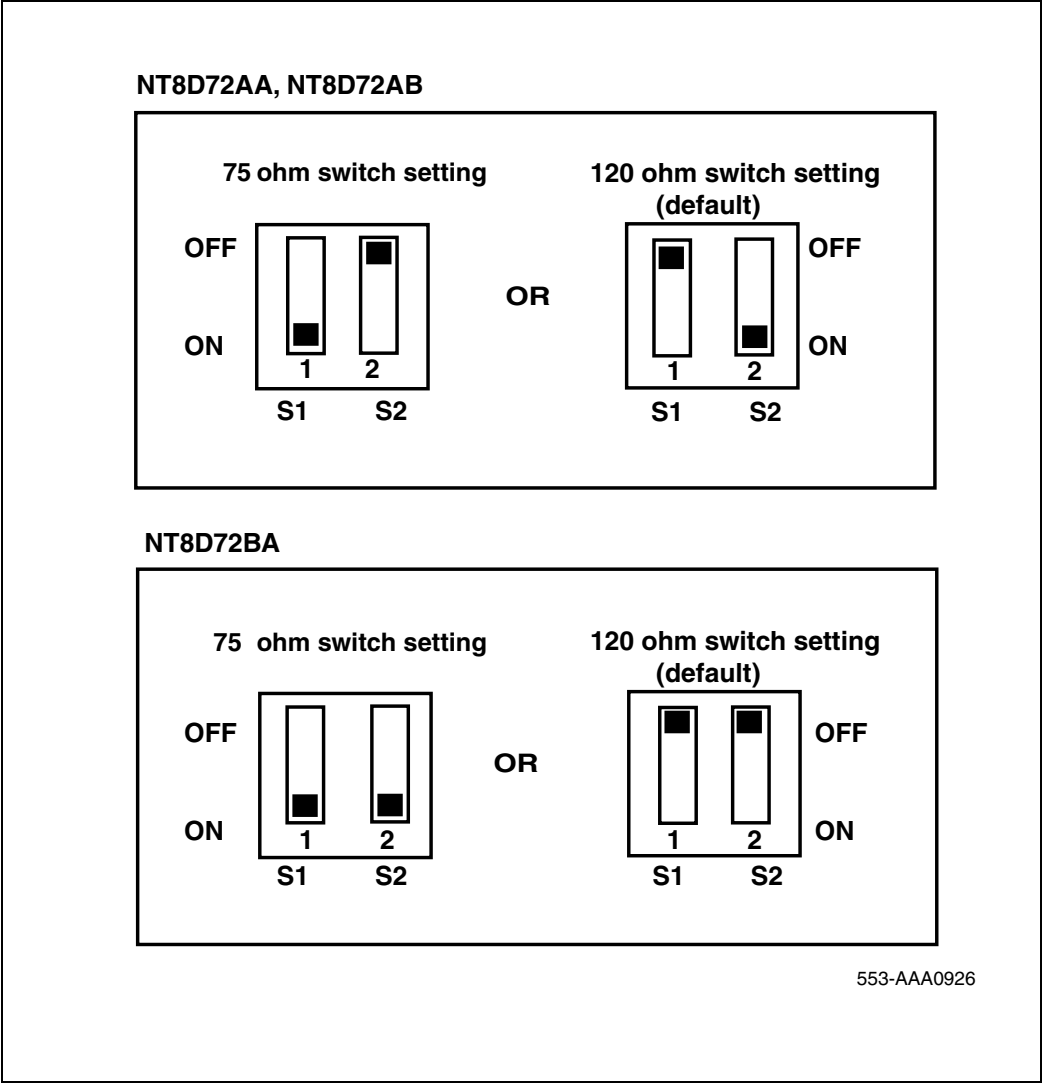 NT8D72AA, NT8D72AB
75 ohm switch setting
120 ohm switch setting
(default)
OFF
OFF
OR
ON
ON
1 2
1 2
S1 S2
S1 S2
NT8D72BA
75 ohm switch setting
120 ohm switch setting
(default)
OFF
OFF
OR
ON
ON
1 2
1 2
S1 S2
S1 S2
553-AAA0926